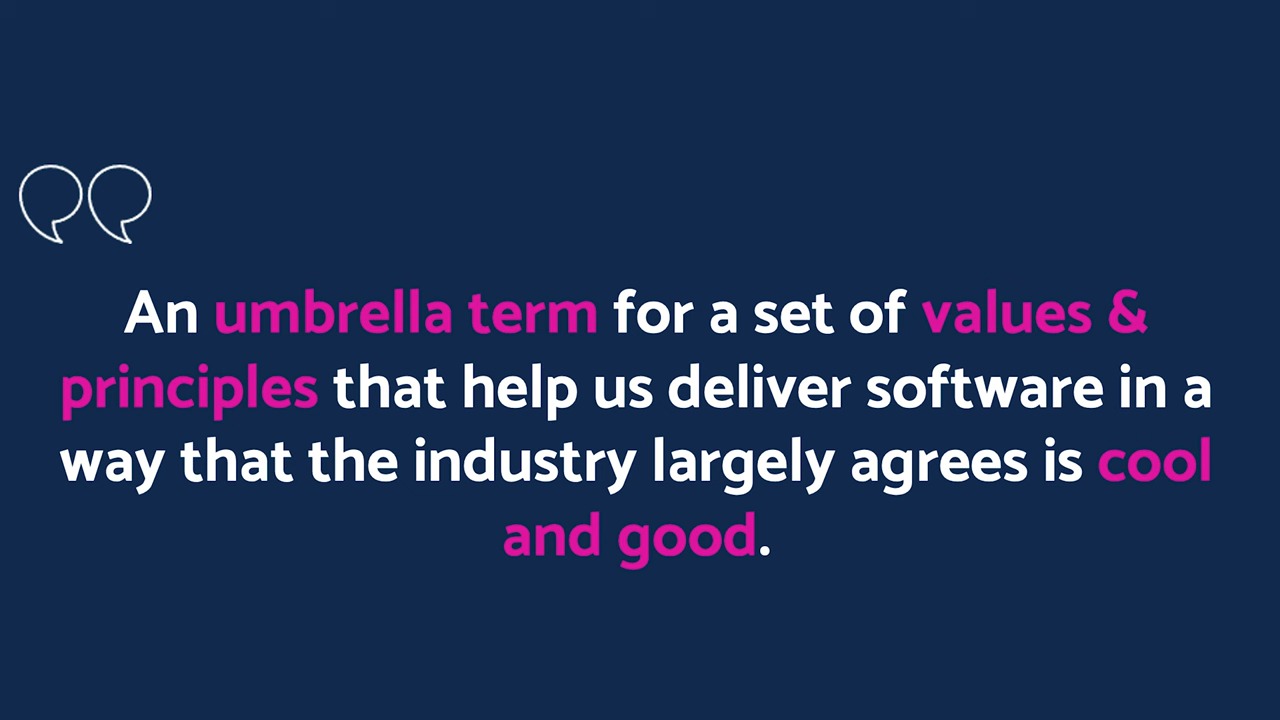 An umbrella term for a set of values &
principles that help us deliver software in a
way that the industry largely agrees is cool
and good.